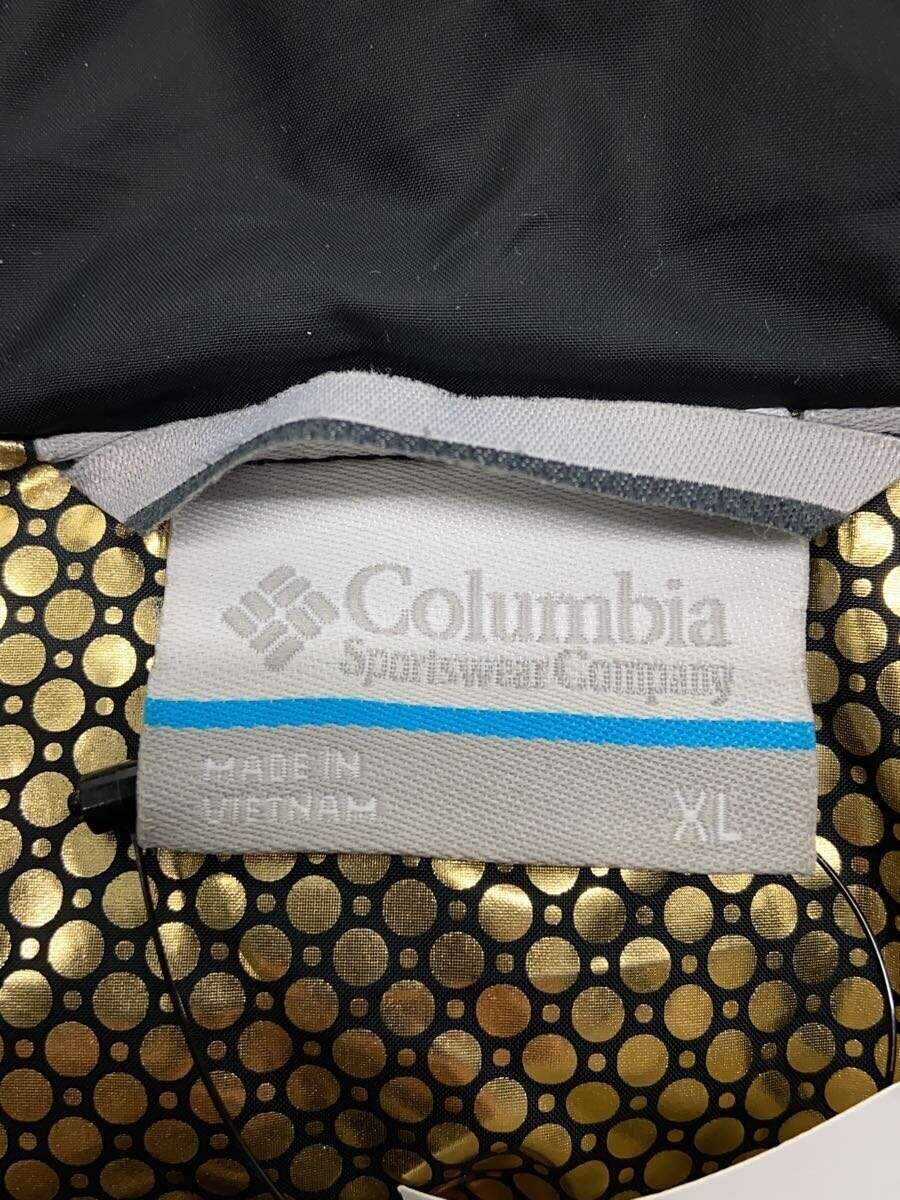 Columbia
Sportswear Company
MADE IN
VIETNAM
XL